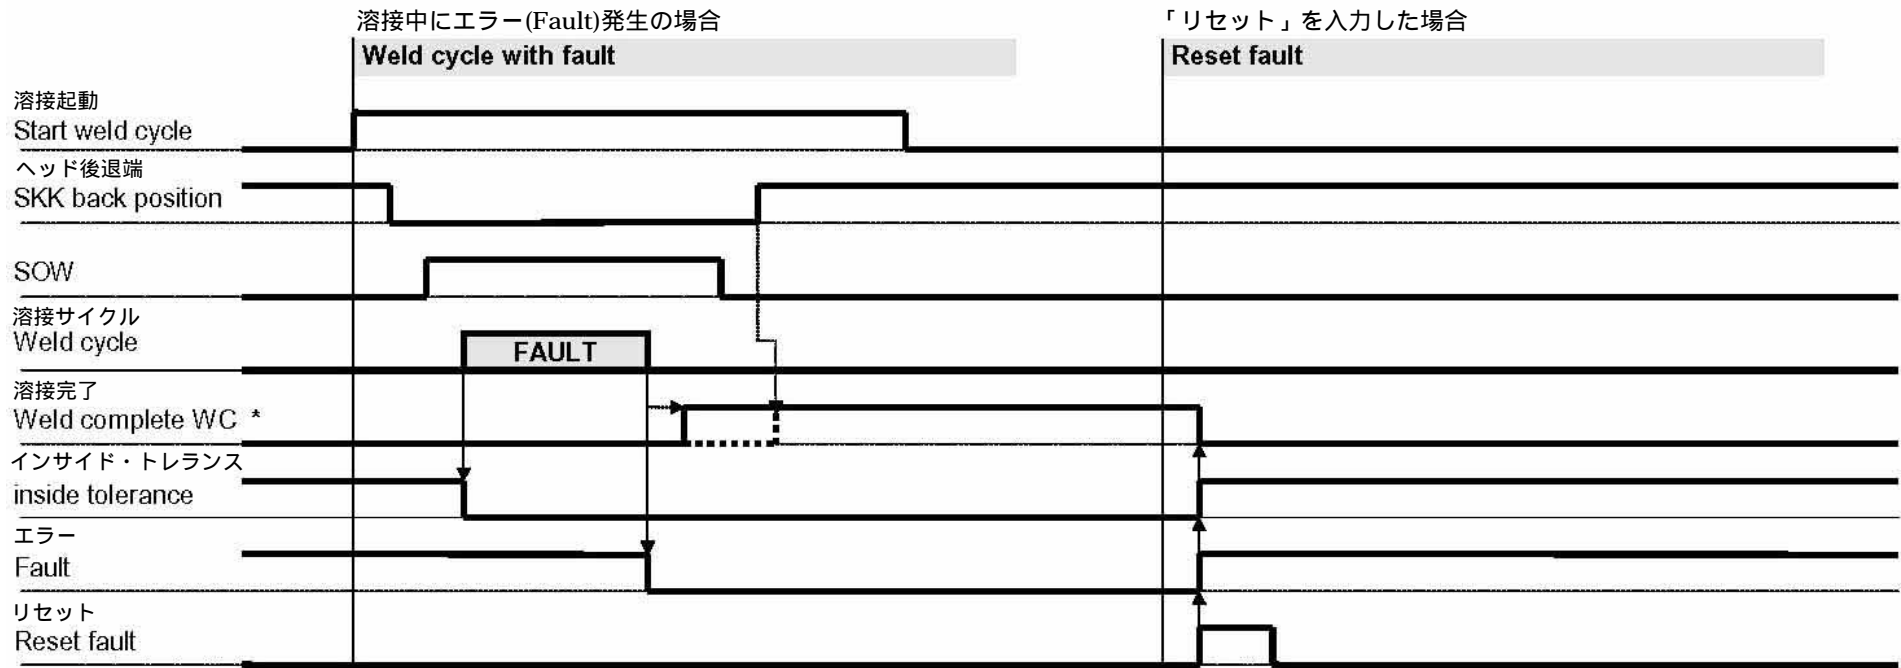 溶接中にエラー(Fault)発生の場合
「リセット」を入力した場合
Weld cycle with fault
Reset fault
溶接起動
Start weld cycle
ヘッド後退端
SKK back position
SOW
溶接サイクル
Weld cycle
FAULT
溶接完了
Weld complete WC *
インサイド・トレランス
inside tolerance
エラー
Fault
リセット
Reset fault